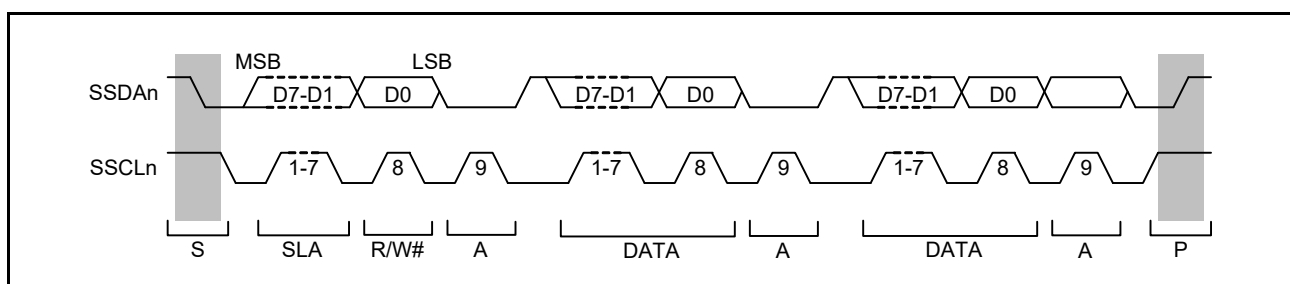 MSB LSB
SSDAn D7-D1 D0 D7-D1 D0 D7-D1 D0
SSCLn 1-7 8 9 1-7 8 9 1-7 8 9
S SLA R/W# A DATA A DATA A P